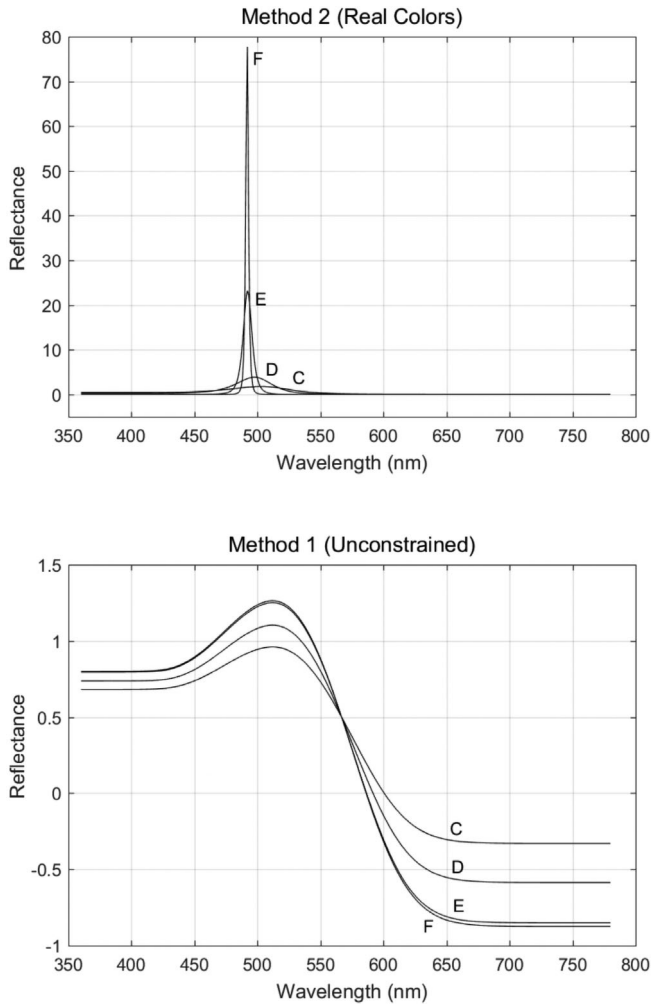 Method 2 (Real Colors)
80
70
60
50
40
30
20
10
0
Reflectance
F
E
D
C
350 400 450 500 550 600 650 700 750 800
Wavelength (nm)
Method 1 (Unconstrained)
1.5
1
0.5
0
-0.5
-1
Reflectance
C
D
E
F
350 400 450 500 550 600 650 700 750 800
Wavelength (nm)